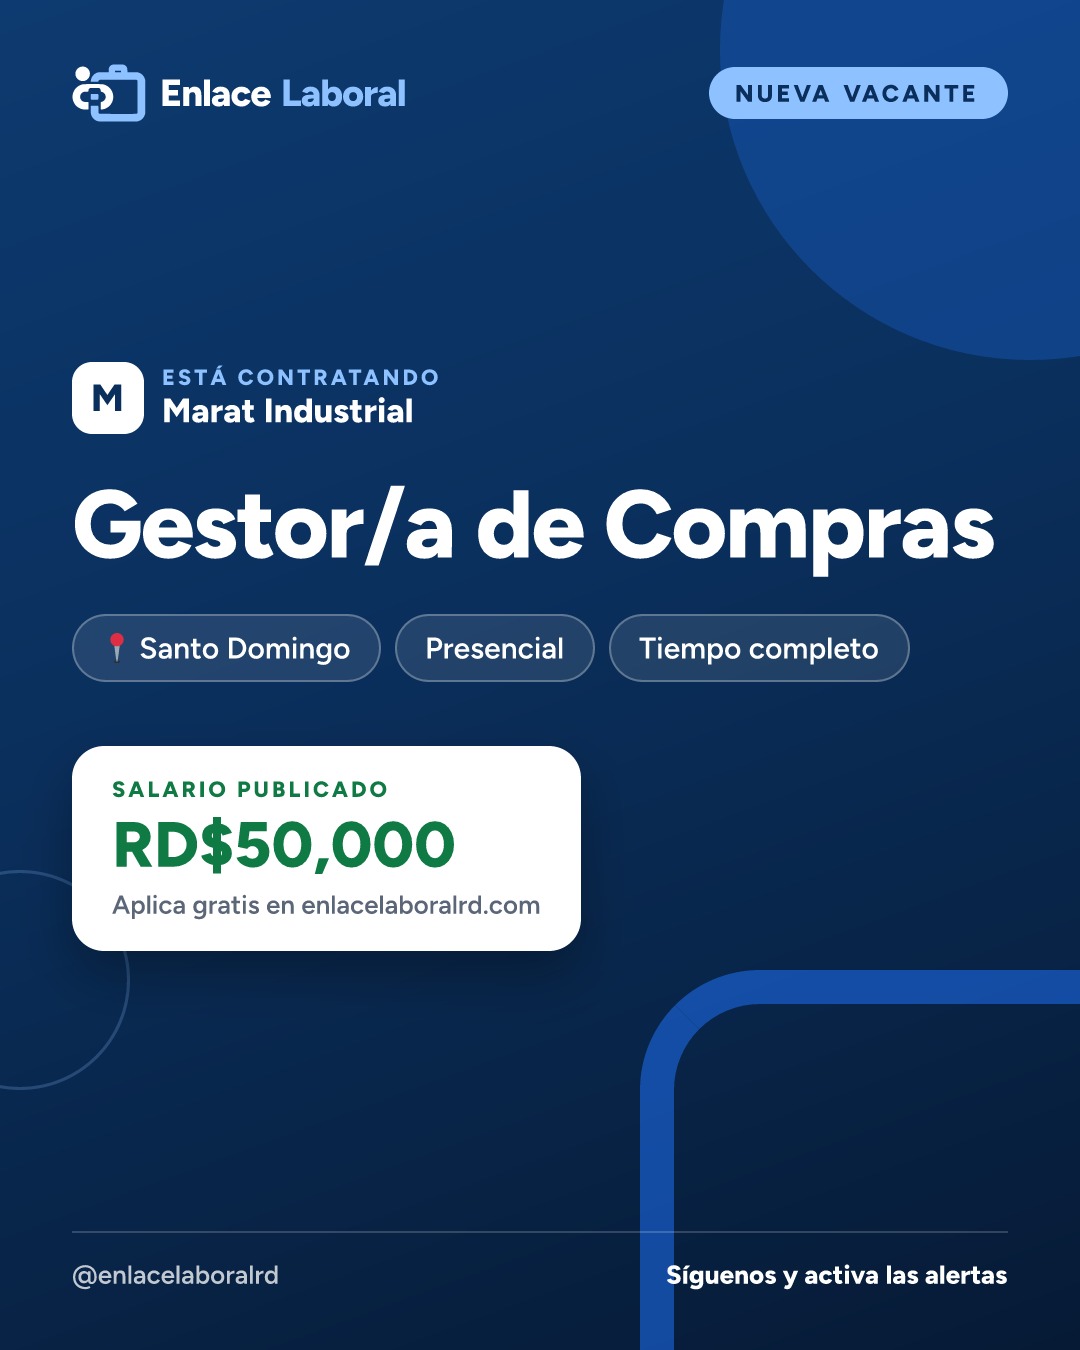 Enlace Laboral
NUEVA VACANTE
M
ESTÁ CONTRATANDO
Marat Industrial
Gestor/a de Compras
📍 Santo Domingo
Presencial
Tiempo completo
SALARIO PUBLICADO
RD$50,000
Aplica gratis en enlacelaboralrd.com
@enlacelaboralrd
Síguenos y activa las alertas